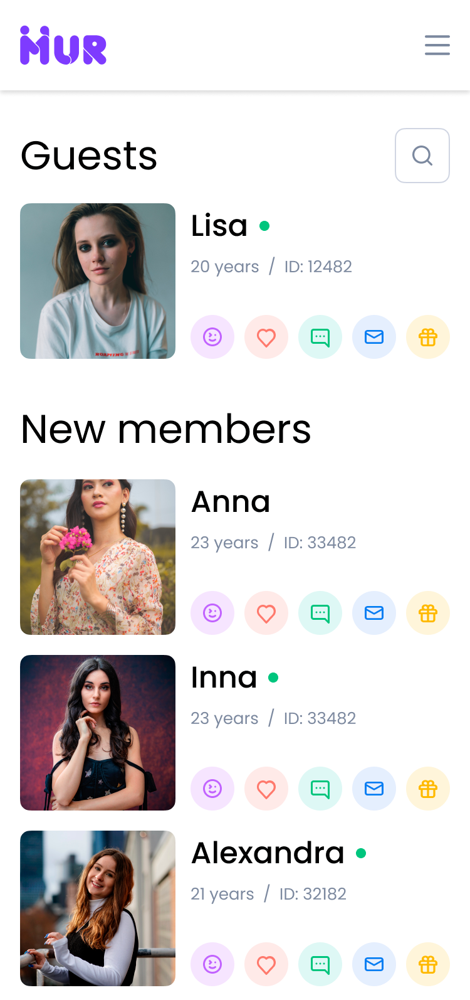 MUR
Guests
Lisa
20 years / ID: 12482
ROARING
New members
Anna
23 years / ID: 33482
Inna
23 years / ID: 33482
Alexandra
21 years / ID: 32182